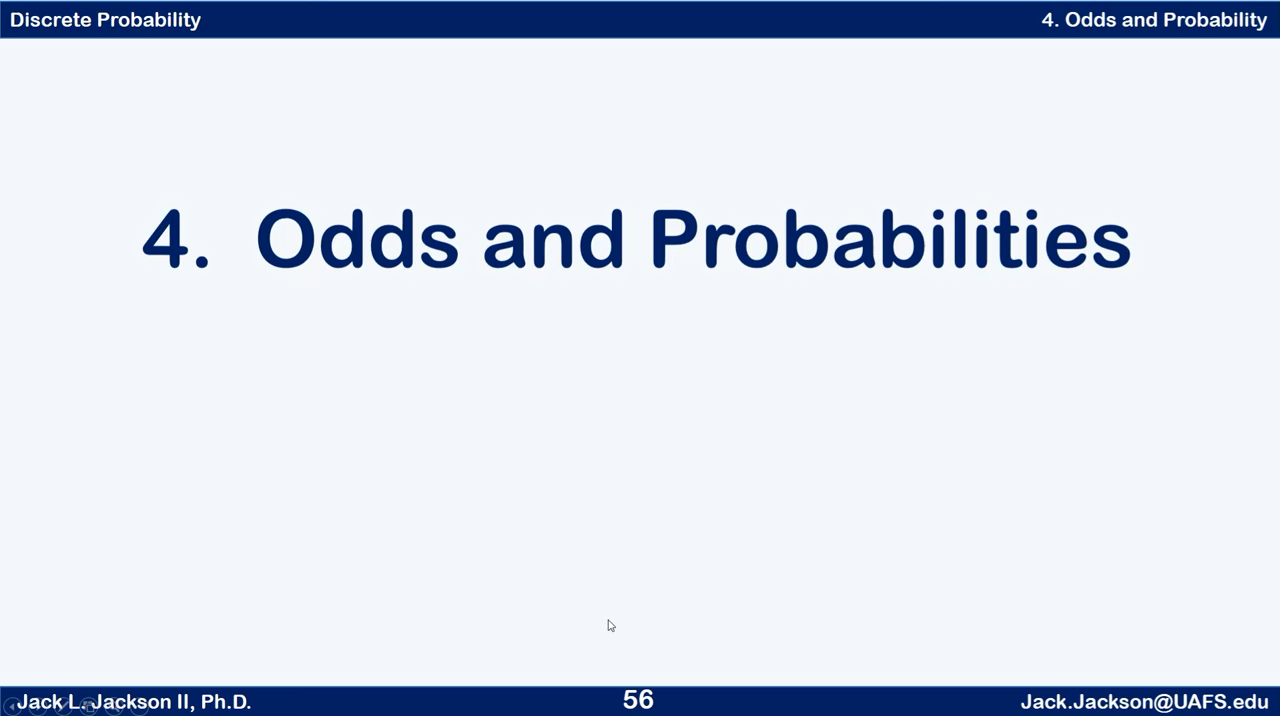 Discrete Probability
4. Odds and Probability
4. Odds and Probabilities
Jack L. Jackson II, Ph.D.
56
Jack.Jackson@UAFS.edu